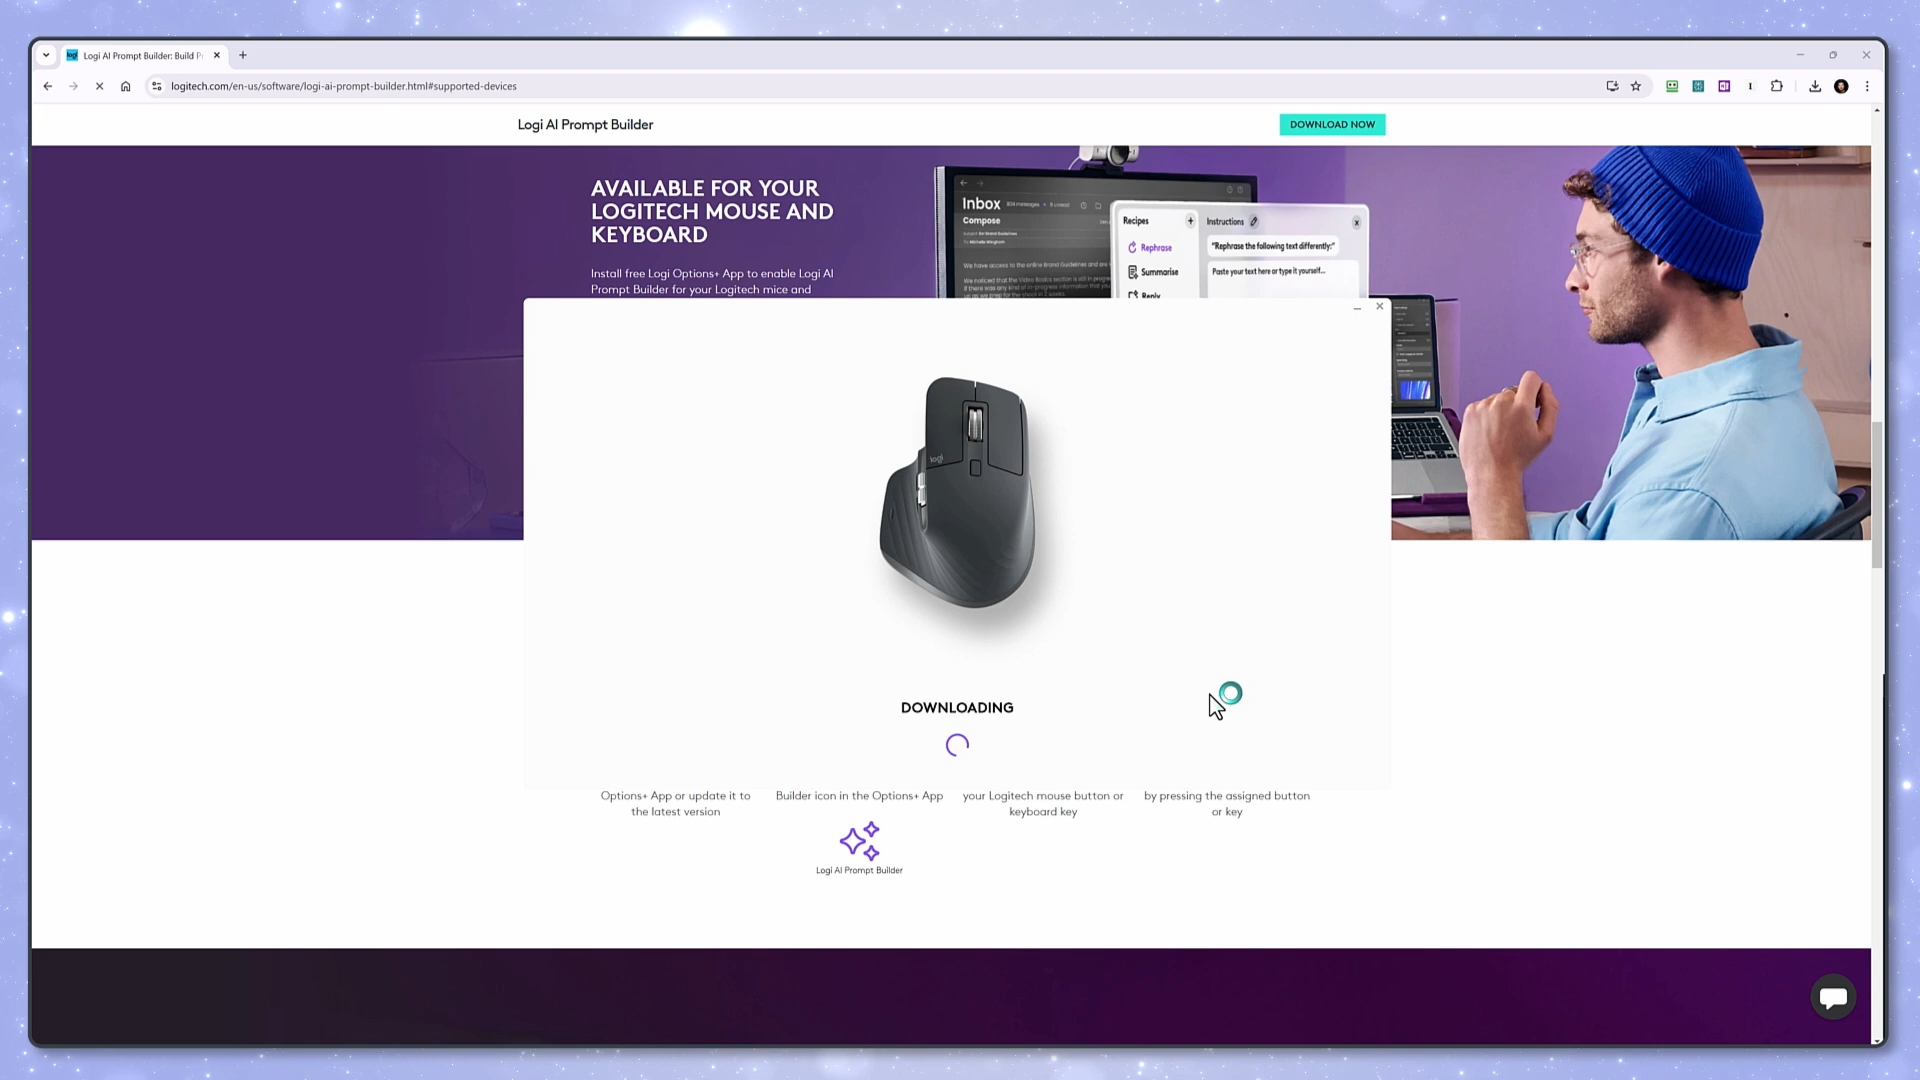 Logi AI Prompt Builder: Build P
logitech.com/en-us/software/logi-ai-prompt-builder.html#supported-devices
Logi AI Prompt Builder
DOWNLOAD NOW
AVAILABLE FOR YOUR
LOGITECH MOUSE AND
KEYBOARD
Install free Logi Options+ App to enable Logi AI
Prompt Builder for your Logitech mice and
Inbox
Compose
Recipes
Instructions
Rephrase
"Rephrase the following text differently:"
Summarise
Paste your text here or type it yourself...
Reply
logi
DOWNLOADING
Options+ App or update it to
the latest version
Builder icon in the Options+ App
your Logitech mouse button or
keyboard key
by pressing the assigned button
or key
Logi AI Prompt Builder